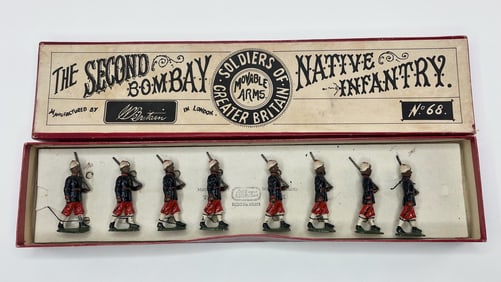 THE SECOND BOMBAY NATIVE INFANTRY.
SOLDIERS OF GREATER BRITAIN
MOVABLE ARMS
MANUFACTURED BY W Britain IN LONDON.
No 68.